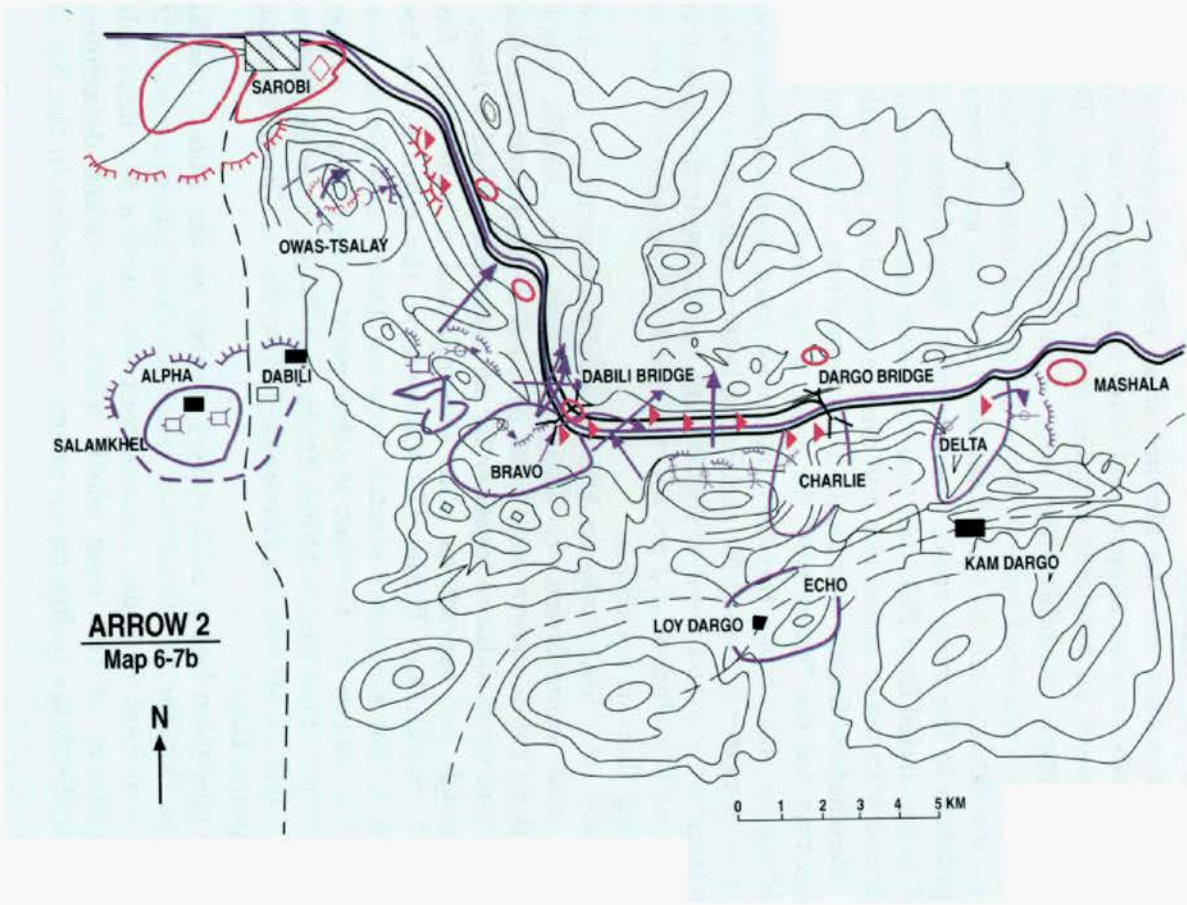 SAROBI
OWAS-TSALAY
ALPHA
DABILI
DABILI BRIDGE
DARGO BRIDGE
MASHALA
SALAMKHEL
BRAVO
CHARLIE
DELTA
KAM DARGO
ECHO
LOY DARGO
ARROW 2
Map 6-7b
N
0 1 2 3 5 KM